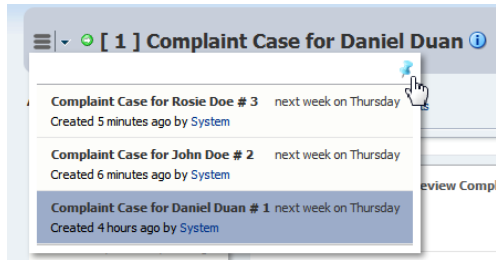 [ 1 ] Complaint Case for Daniel Duan
Complaint Case for Rosie Doe # 3 next week on Thursday
Created 5 minutes ago by System
Complaint Case for John Doe # 2 next week on Thursday
Created 6 minutes ago by System
eview Compl
Complaint Case for Daniel Duan # 1 next week on Thursday
Created 4 hours ago by System